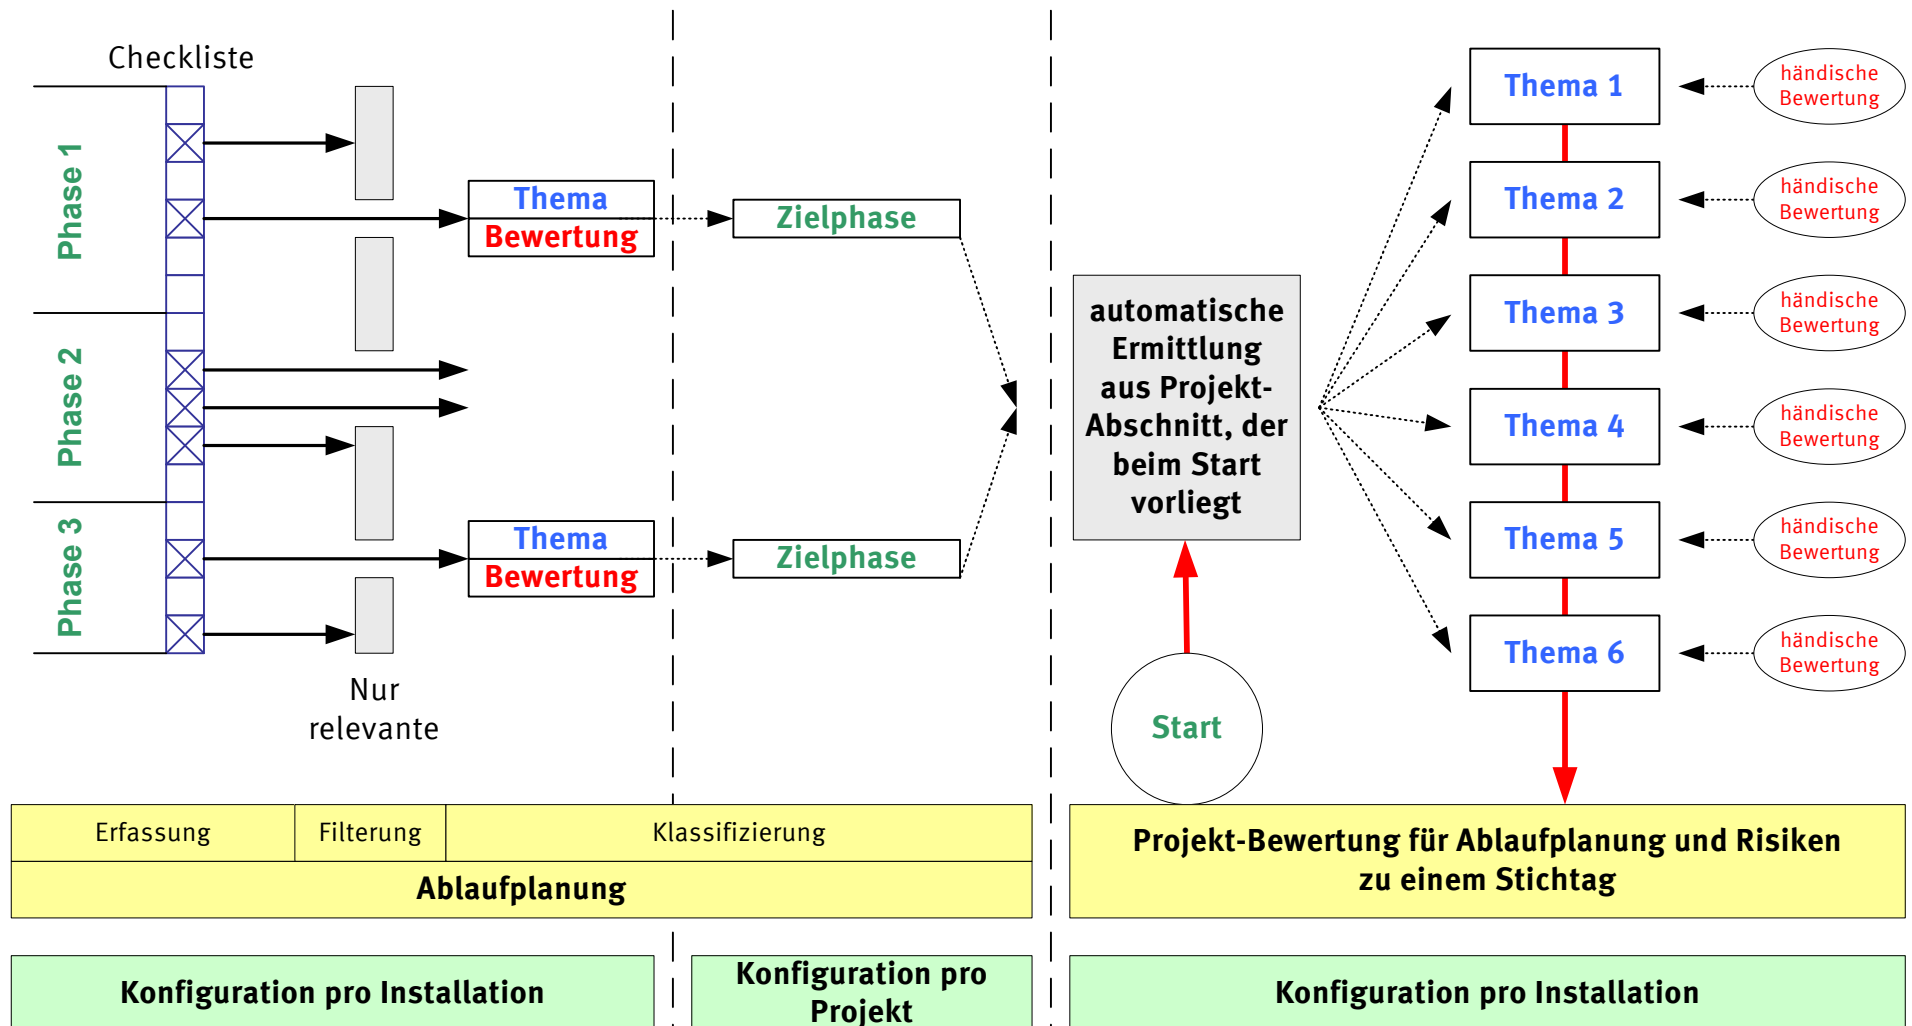 Checkliste
Phase 1
Phase 2
Phase 3
Nur
relevante
Thema
Bewertung
Thema
Bewertung
Zielphase
Zielphase
automatische
Ermittlung
aus Projekt-
Abschnitt, der
beim Start
vorliegt
Start
Thema 1
händische
Bewertung
Thema 2
händische
Bewertung
Thema 3
händische
Bewertung
Thema 4
händische
Bewertung
Thema 5
händische
Bewertung
Thema 6
händische
Bewertung
Erfassung
Filterung
Klassifizierung
Ablaufplanung
Projekt-Bewertung für Ablaufplanung und Risiken
zu einem Stichtag
Konfiguration pro Installation
Konfiguration pro
Projekt
Konfiguration pro Installation